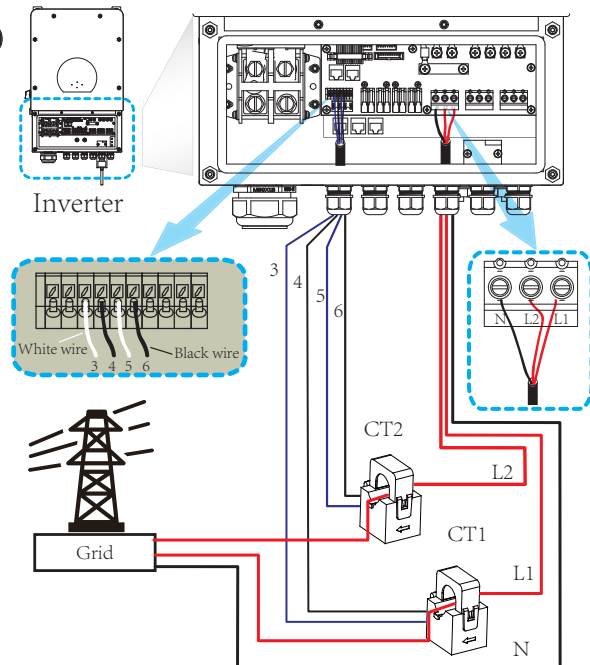 Inverter
3
4
5
6
White wire
Black wire
3 4 5 6
N L2 L1
CT2
L2
CT1
Grid
L1
N